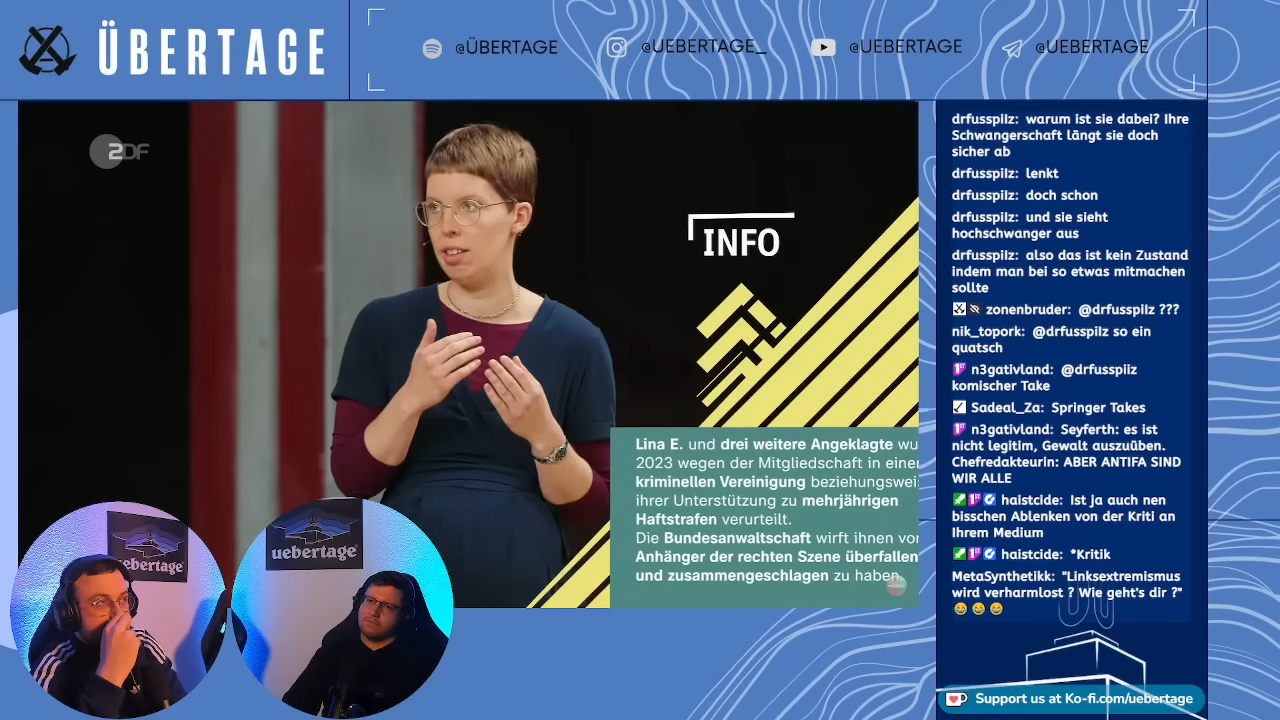 ÜBERTAGE
@ÜBERTAGE
@UEBERTAGE_
@UEBERTAGE
@UEBERTAGE
ZDF
INFO
Lina E. und drei weitere Angeklagte wu
2023 wegen der Mitgliedschaft in einer
kriminellen Vereinigung beziehungswei
ihrer Unterstützung zu mehrjährigen
Haftstrafen verurteilt.
Die Bundesanwaltschaft wirft ihnen vor
Anhänger der rechten Szene überfallen
und zusammengeschlagen zu haben
uebertage
uebertage
drfusspilz: warum ist sie dabei? Ihre
Schwangerschaft längt sie doch
sicher ab
drfusspilz: lenkt
drfusspilz: doch schon
drfusspilz: und sie sieht
hochschwanger aus
drfusspilz: also das ist kein Zustand
indem man bei so etwas mitmachen
sollte
zonenbruder: @drfusspilz ???
nik_topork: @drfusspilz so ein
quatsch
n3gativland: @drfusspiiz
komischer Take
Sadeal_Za: Springer Takes
n3gativland: Seyferth: es ist
nicht legitim, Gewalt auszuüben.
Chefredakteurin: ABER ANTIFA SIND
WIR ALLE
haistcide: Ist ja auch nen
bisschen Ablenken von der Kriti an
Ihrem Medium
haistcide: *Kritik
MetaSynthetikk: "Linksextremismus
wird verharmlost ? Wie geht's dir ?"
😂 😂 😂
Support us at Ko-fi.com/uebertage